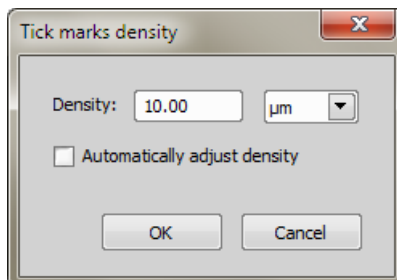 Tick marks density
Density: 10.00 µm
Automatically adjust density
OK Cancel